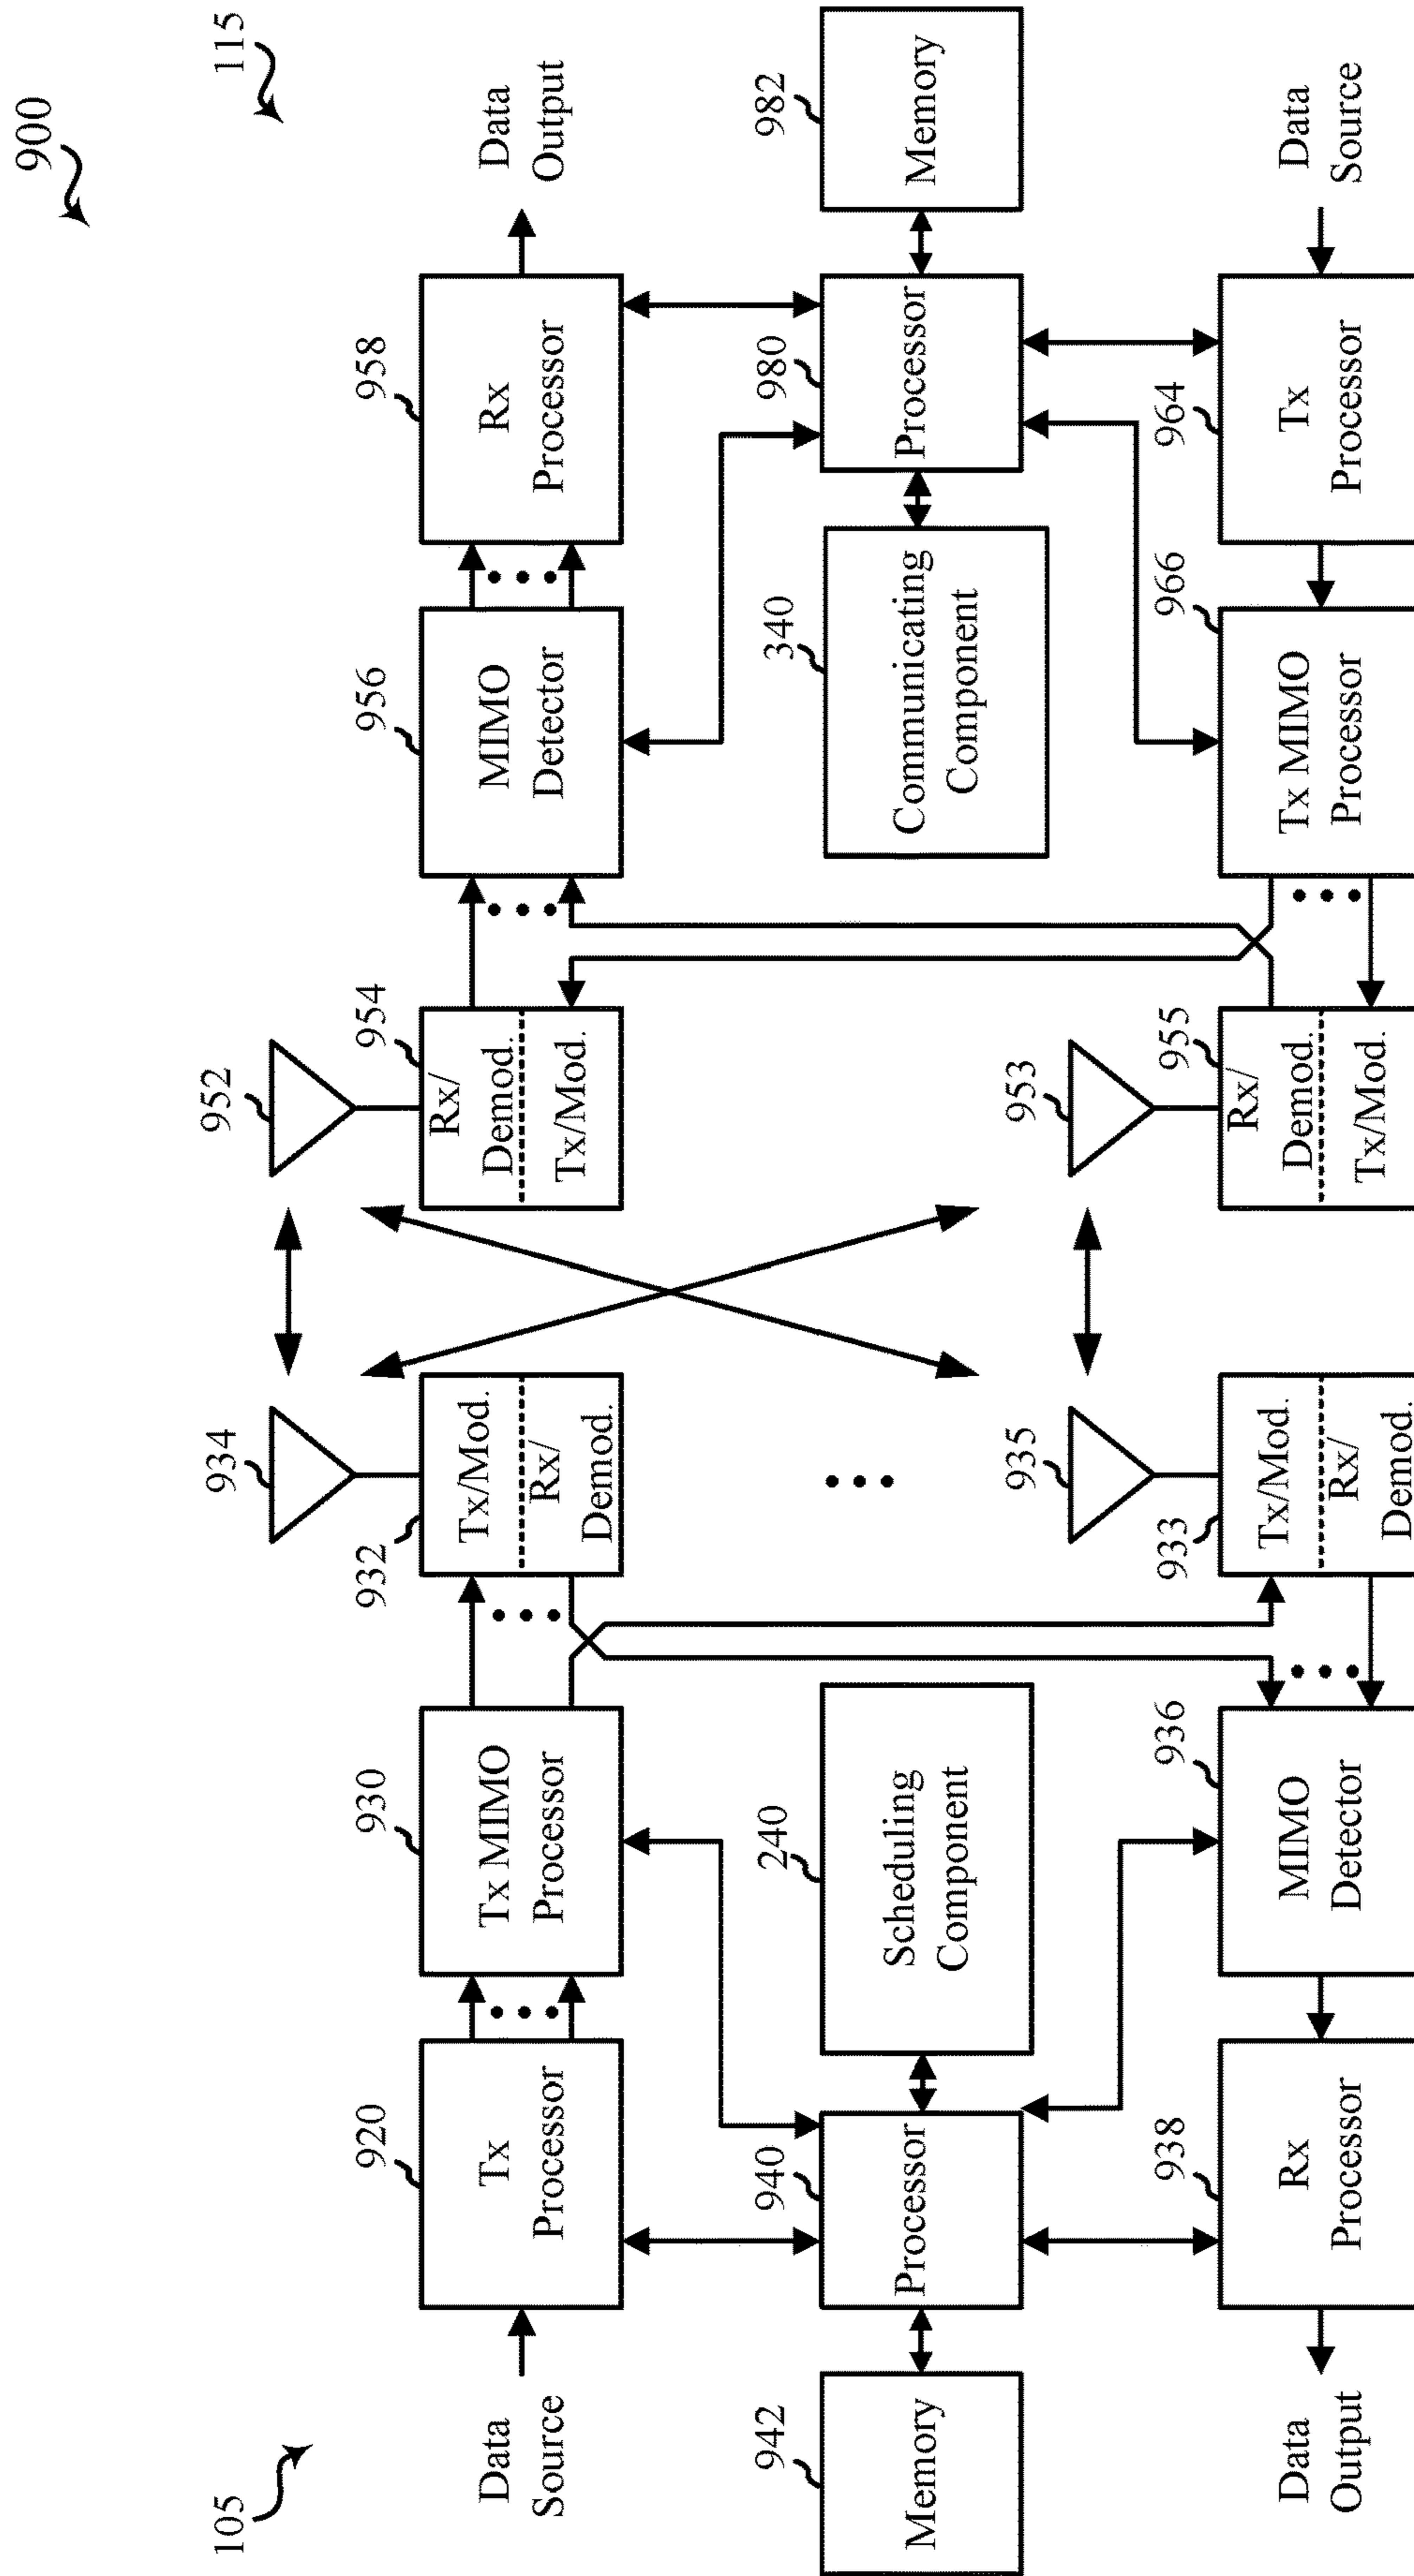 900
105
115
934
952
Data
Source
920
Tx
Processor
930
Tx MIMO
Processor
932
Tx/Mod.
Rx/
Demod.
954
Rx/
Demod.
Tx/Mod.
956
MIMO
Detector
958
Rx
Processor
Data
Output
942
Memory
940
Processor
240
Scheduling
Component
340
Communicating
Component
980
Processor
982
Memory
935
953
Data
Output
938
Rx
Processor
936
MIMO
Detector
933
Tx/Mod.
Rx/
Demod.
955
Rx/
Demod.
Tx/Mod.
966
Tx MIMO
Processor
964
Tx
Processor
Data
Source